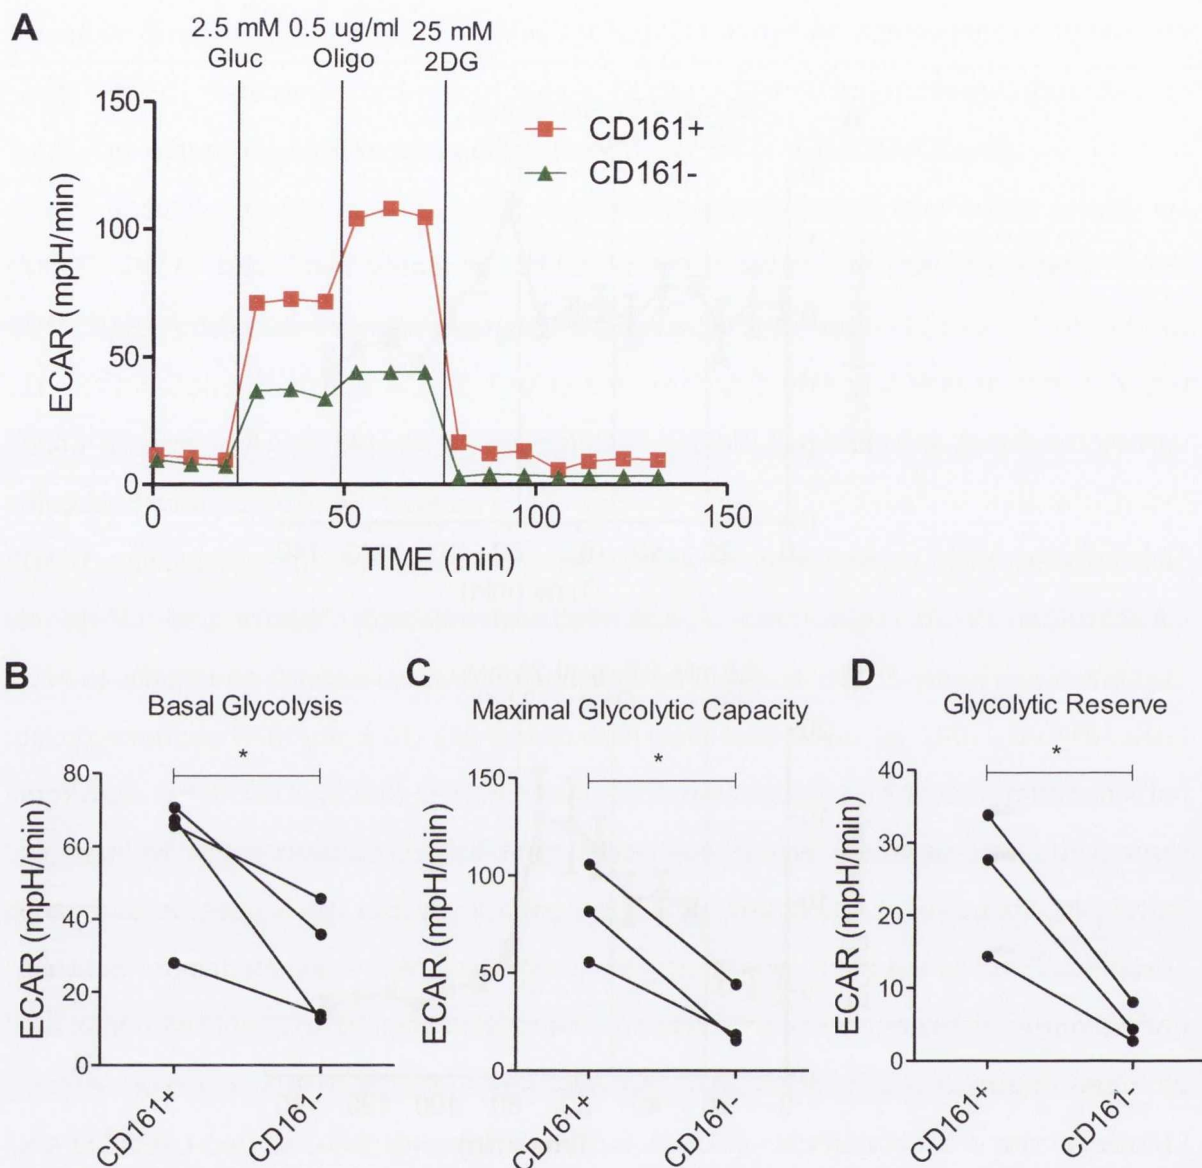 A
2.5 mM 0.5 ug/ml 25 mM
Gluc Oligo 2DG
150
100
50
0
ECAR (mpH/min)
CD161+
CD161-
0 50 100 150
TIME (min)
B
Basal Glycolysis
*
80
60
40
20
0
ECAR (mpH/min)
CD161+
CD161-
C
Maximal Glycolytic Capacity
*
150
100
50
0
ECAR (mpH/min)
CD161+
CD161-
D
Glycolytic Reserve
*
40
30
20
10
0
ECAR (mpH/min)
CD161+
CD161-